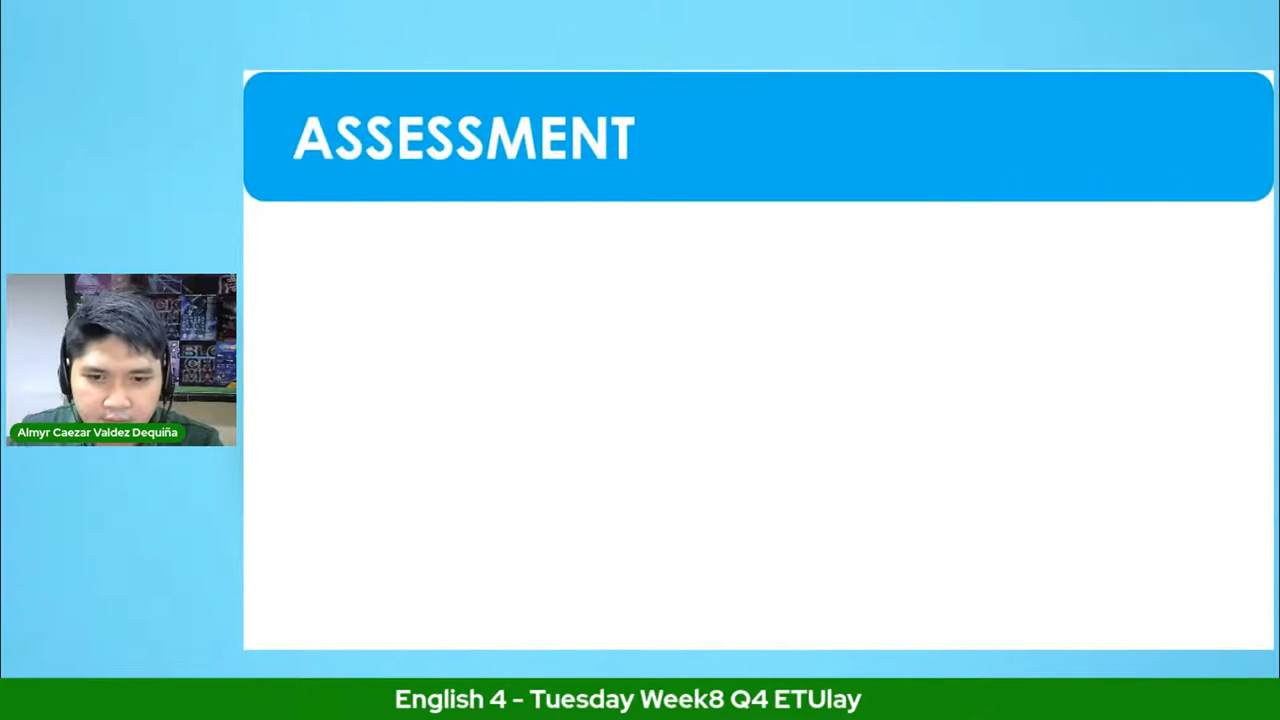 ASSESSMENT
Almyr Caezar Valdez Dequiña
English 4 - Tuesday Week8 Q4 ETUlay